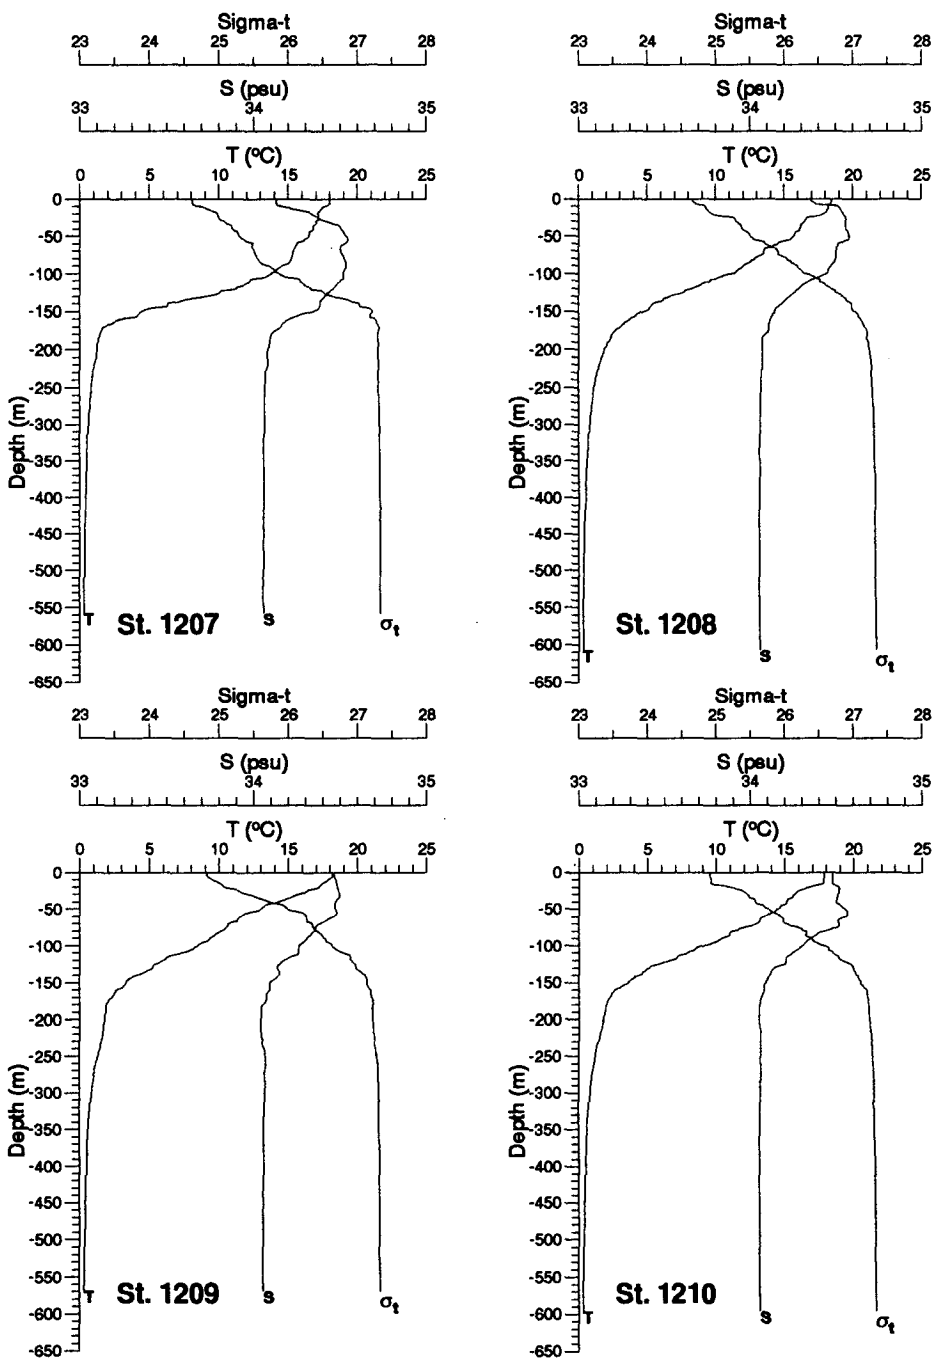 Sigma-t
23 24 25 26 27 28
S (psu)
33 34 35
T (ºC)
0 5 10 15 20 25
0
-50
-100
-150
-200
-250
-300
-350
-400
-450
-500
-550
-600
-650
Depth (m)
T
S
σt
St. 1207
Sigma-t
23 24 25 26 27 28
S (psu)
33 34 35
T (ºC)
0 5 10 15 20 25
0
-50
-100
-150
-200
-250
-300
-350
-400
-450
-500
-550
-600
-650
Depth (m)
St. 1208
T
S
σt
Sigma-t
23 24 25 26 27 28
S (psu)
33 34 35
T (ºC)
0 5 10 15 20 25
0
-50
-100
-150
-200
-250
-300
-350
-400
-450
-500
-550
-600
-650
Depth (m)
T
St. 1209
S
σt
Sigma-t
23 24 25 26 27 28
S (psu)
33 34 35
T (ºC)
0 5 10 15 20 25
0
-50
-100
-150
-200
-250
-300
-350
-400
-450
-500
-550
-600
-650
Depth (m)
St. 1210
T
S
σt